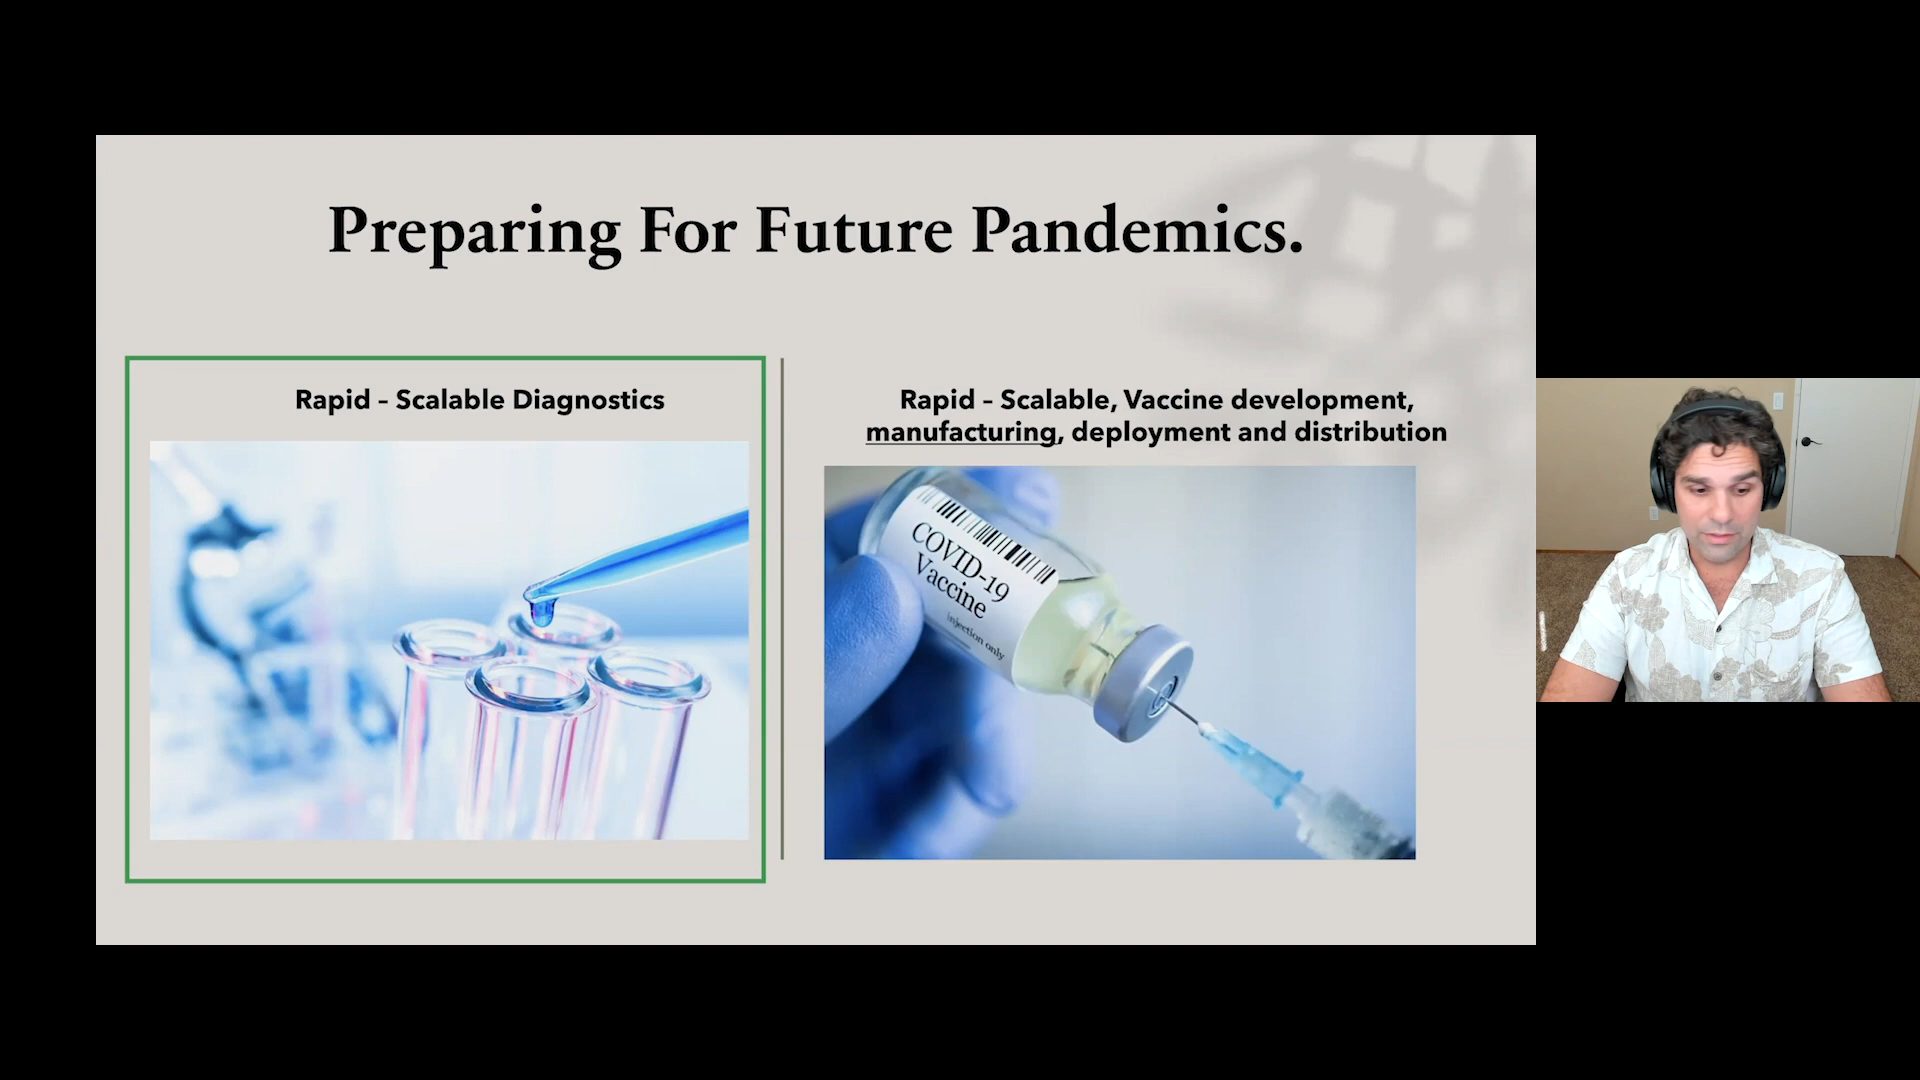 Preparing For Future Pandemics.
Rapid – Scalable Diagnostics
Rapid – Scalable, Vaccine development,
manufacturing, deployment and distribution
COVID-19
Vaccine
injection only